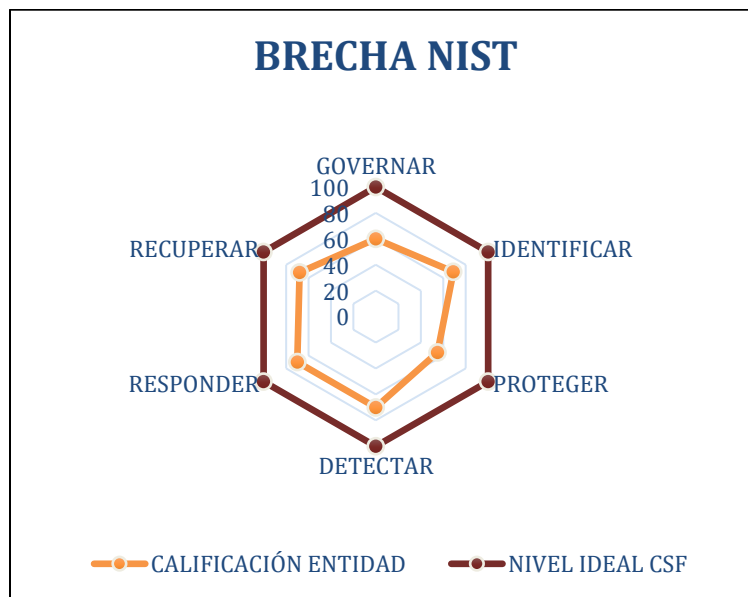 BRECHA NIST
GOVERNAR
100
80
60
40
20
0
RECUPERAR
IDENTIFICAR
RESPONDER
PROTEGER
DETECTAR
CALIFICACIÓN ENTIDAD
NIVEL IDEAL CSF